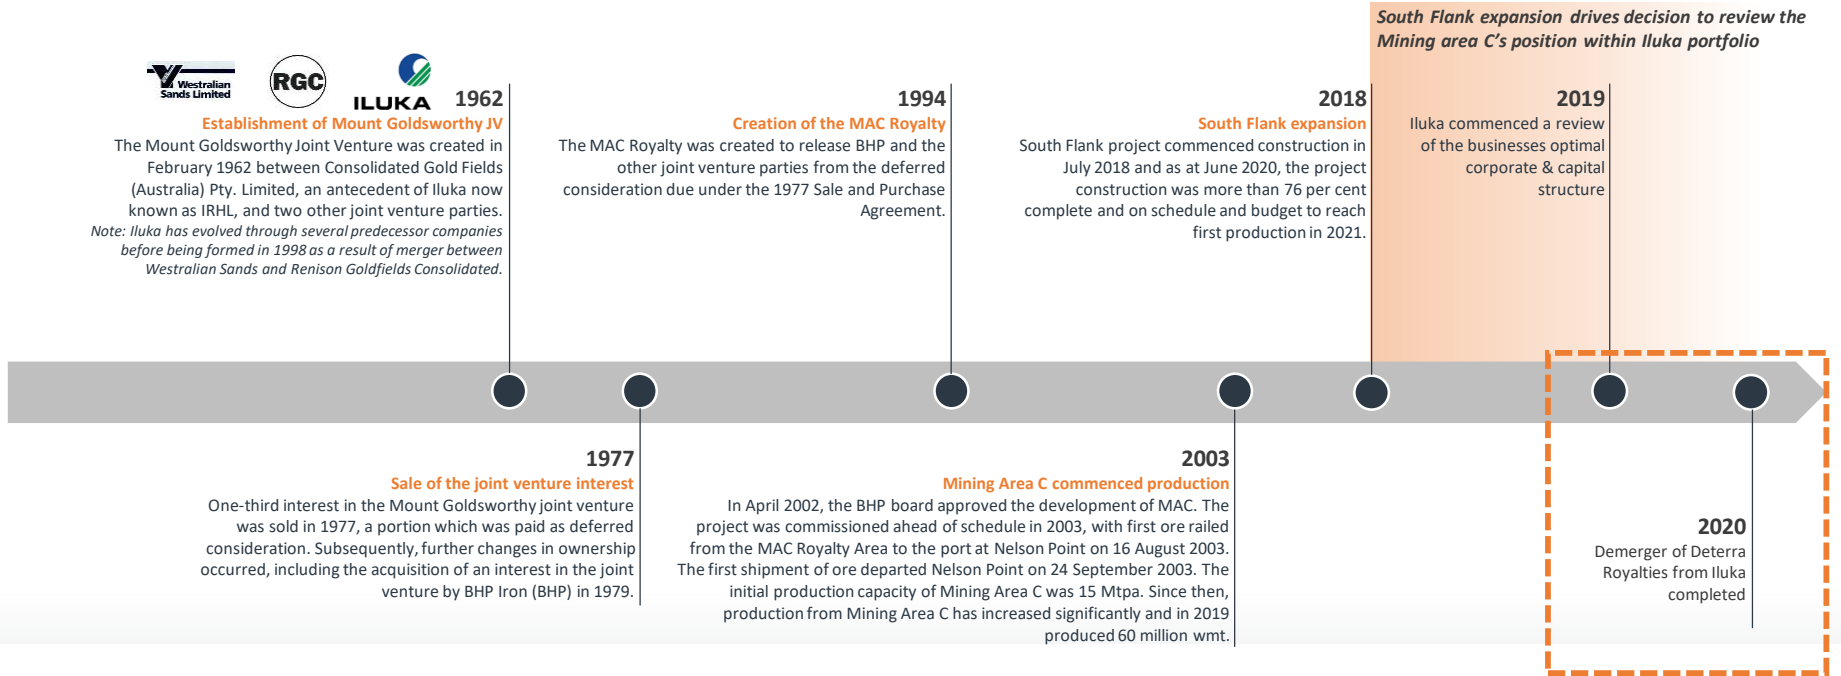 South Flank expansion drives decision to review the
Mining area C's position within Iluka portfolio
Westralian
Sands Limited
RGC
ILUKA
1962
Establishment of Mount Goldsworthy JV
The Mount Goldsworthy Joint Venture was created in
February 1962 between Consolidated Gold Fields
(Australia) Pty. Limited, an antecedent of Iluka now
known as IRHL, and two other joint venture parties.
Note: Iluka has evolved through several predecessor companies
before being formed in 1998 as a result of merger between
Westralian Sands and Renison Goldfields Consolidated.
1994
Creation of the MAC Royalty
The MAC Royalty was created to release BHP and the
other joint venture parties from the deferred
consideration due under the 1977 Sale and Purchase
Agreement.
2018
South Flank expansion
South Flank project commenced construction in
July 2018 and as at June 2020, the project
construction was more than 76 per cent
complete and on schedule and budget to reach
first production in 2021.
2019
Iluka commenced a review
of the businesses optimal
corporate & capital
structure
1977
Sale of the joint venture interest
One-third interest in the Mount Goldsworthy joint venture
was sold in 1977, a portion which was paid as deferred
consideration. Subsequently, further changes in ownership
occurred, including the acquisition of an interest in the joint
venture by BHP Iron (BHP) in 1979.
2003
Mining Area C commenced production
In April 2002, the BHP board approved the development of MAC. The
project was commissioned ahead of schedule in 2003, with first ore railed
from the MAC Royalty Area to the port at Nelson Point on 16 August 2003.
The first shipment of ore departed Nelson Point on 24 September 2003. The
initial production capacity of Mining Area C was 15 Mtpa. Since then,
production from Mining Area C has increased significantly and in 2019
produced 60 million wmt.
2020
Demerger of Deterra
Royalties from Iluka
completed